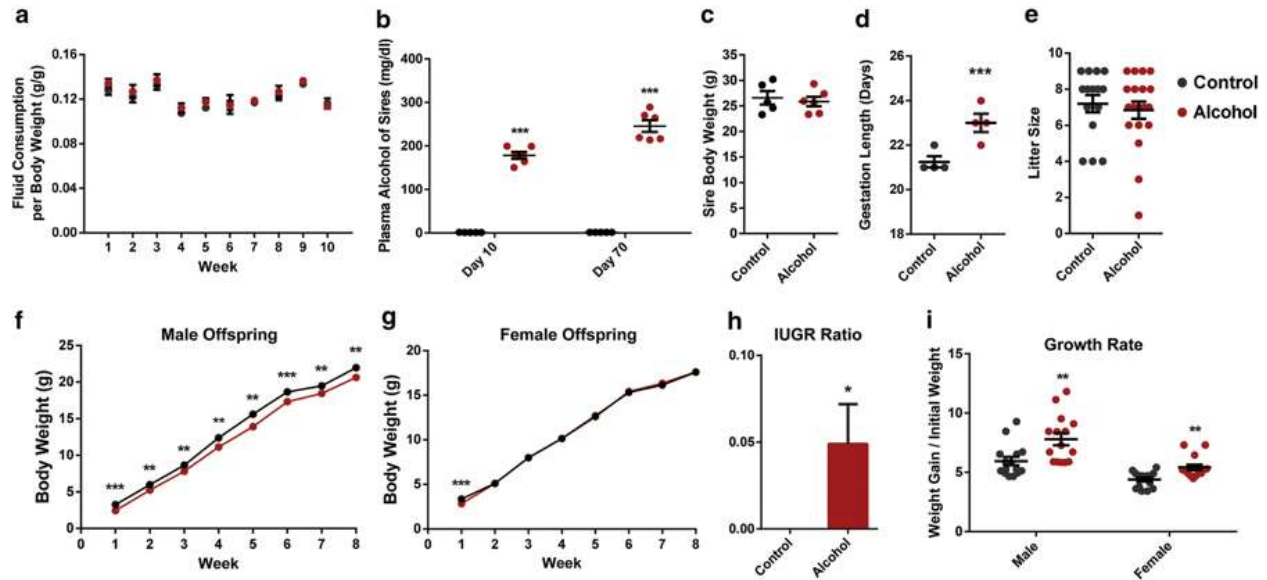 a
Fluid Consumption
per Body Weight (g/g)
0.16
0.12
0.08
0.04
0.00
1 2 3 4 5 6 7 8 9 10
Week
b
Plasma Alcohol of Sires (mg/dl)
400
300
200
100
0
***
***
Day 10
Day 70
c
Sire Body Weight (g)
40
35
30
25
20
15
10
5
0
Control
Alcohol
d
Gestation Length (Days)
26
24
22
20
18
***
Control
Alcohol
e
Litter Size
12
10
8
6
4
2
0
Control
Alcohol
Control
Alcohol
f
Male Offspring
Body Weight (g)
25
20
15
10
5
0
*** ** ** ** ** *** ** **
0 1 2 3 4 5 6 7 8
Week
g
Female Offspring
Body Weight (g)
25
20
15
10
5
0
***
0 1 2 3 4 5 6 7 8
Week
h
IUGR Ratio
0.10
0.05
0.00
*
Control
Alcohol
i
Growth Rate
Weight Gain / Initial Weight
15
10
5
0
**
**
Male
Female